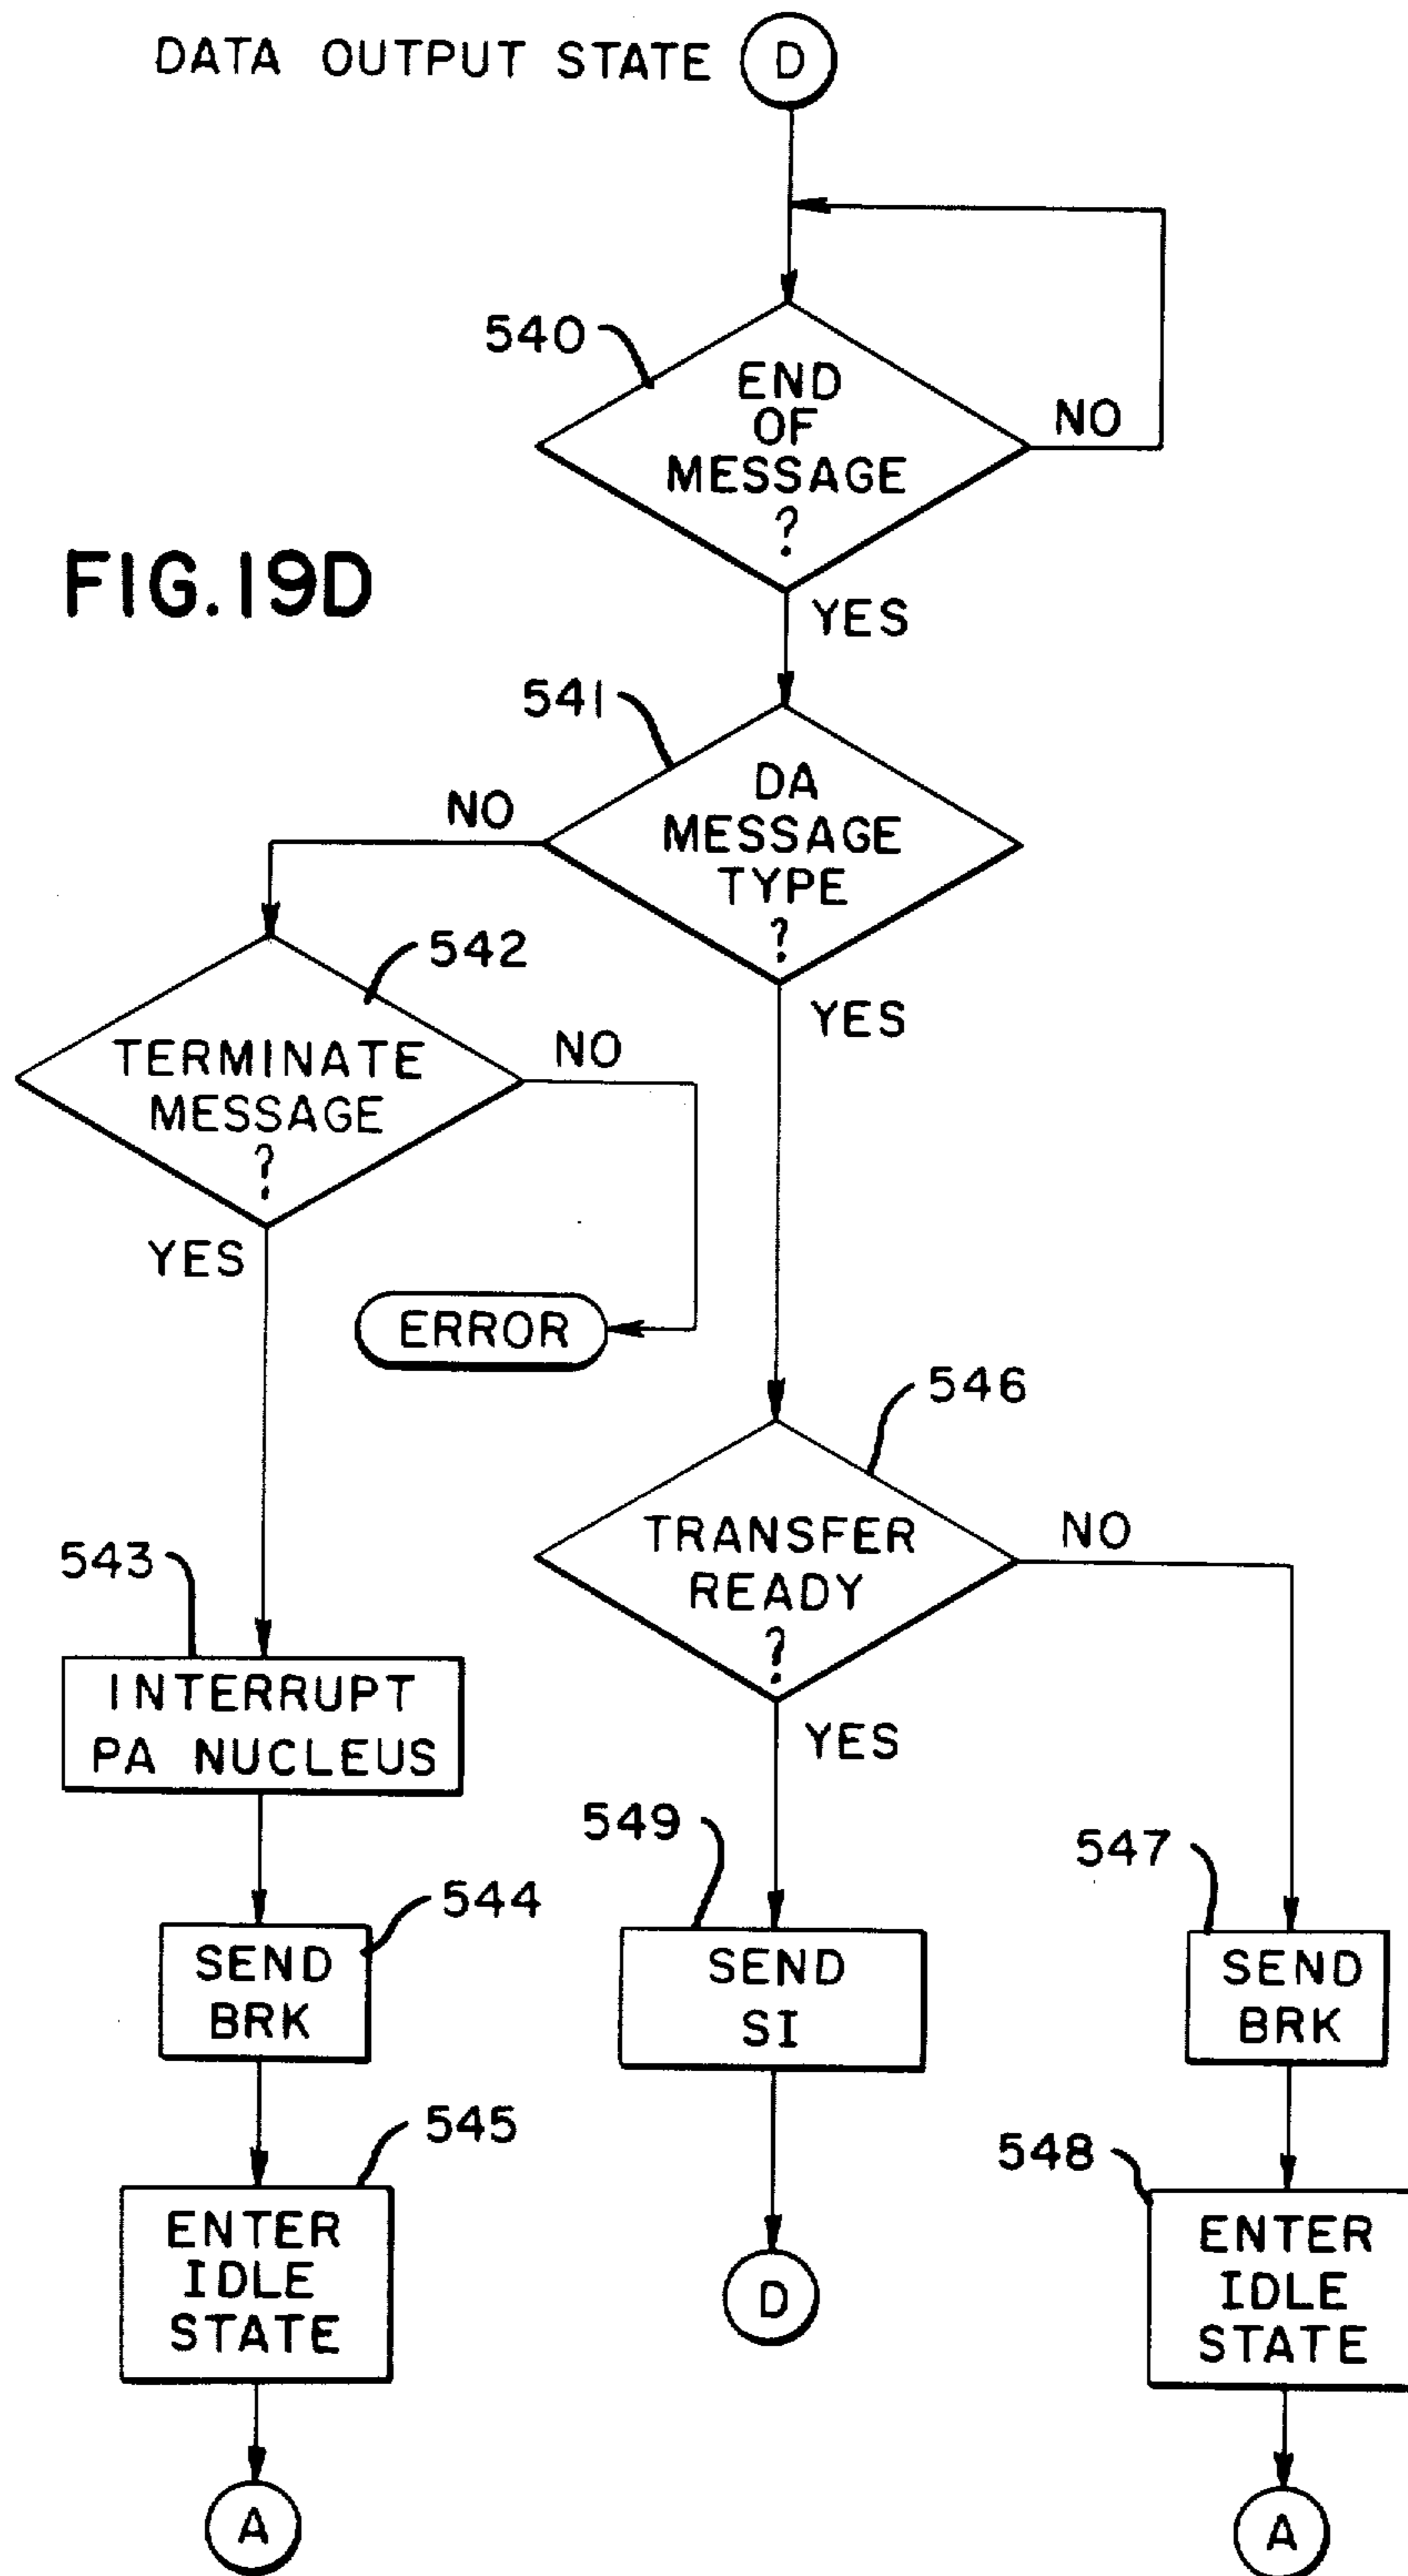 DATA OUTPUT STATE D
540
END
OF
MESSAGE
?
NO
YES
FIG.19D
541
DA
MESSAGE
TYPE
?
NO
YES
542
TERMINATE
MESSAGE
?
NO
YES
ERROR
546
TRANSFER
READY
?
NO
YES
543
INTERRUPT
PA NUCLEUS
544
SEND
BRK
545
ENTER
IDLE
STATE
A
549
SEND
SI
D
547
SEND
BRK
548
ENTER
IDLE
STATE
A